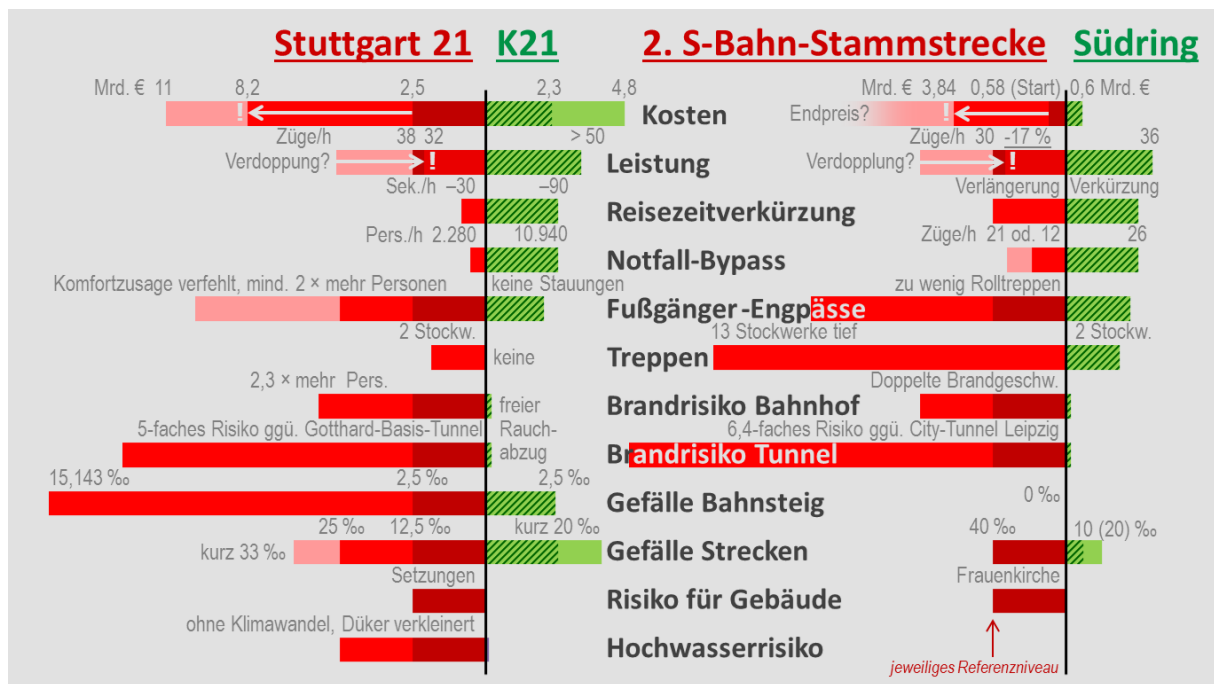 Stuttgart 21 K21 2. S-Bahn-Stammstrecke Südring
Mrd. € 11 8,2 2,5 2,3 4,8 Mrd. € 3,84 0,58 (Start) 0,6 Mrd. €
! Kosten Endpreis? !
Züge/h 38 32 > 50 Züge/h 30 -17 % 36
Verdoppung? ! Leistung Verdopplung? !
Sek./h –30 –90 Verlängerung Verkürzung
Reisezeitverkürzung
Pers./h 2.280 10.940 Züge/h 21 od. 12 26
Notfall-Bypass
Komfortzusage verfehlt, mind. 2 × mehr Personen keine Stauungen zu wenig Rolltreppen
Fußgänger-Engpässe
2 Stockw. 13 Stockwerke tief 2 Stockw.
keine Treppen
2,3 × mehr Pers. Doppelte Brandgeschw.
freier Brandrisiko Bahnhof
5-faches Risiko ggü. Gotthard-Basis-Tunnel Rauch- 6,4-faches Risiko ggü. City-Tunnel Leipzig
abzug Brandrisiko Tunnel
15,143 ‰ 2,5 ‰ 2,5 ‰ 0 ‰
Gefälle Bahnsteig
25 ‰ 12,5 ‰ kurz 20 ‰ 40 ‰ 10 (20) ‰
kurz 33 ‰ Gefälle Strecken
Setzungen Frauenkirche
Risiko für Gebäude
ohne Klimawandel, Düker verkleinert
Hochwasserrisiko
jeweiliges Referenzniveau